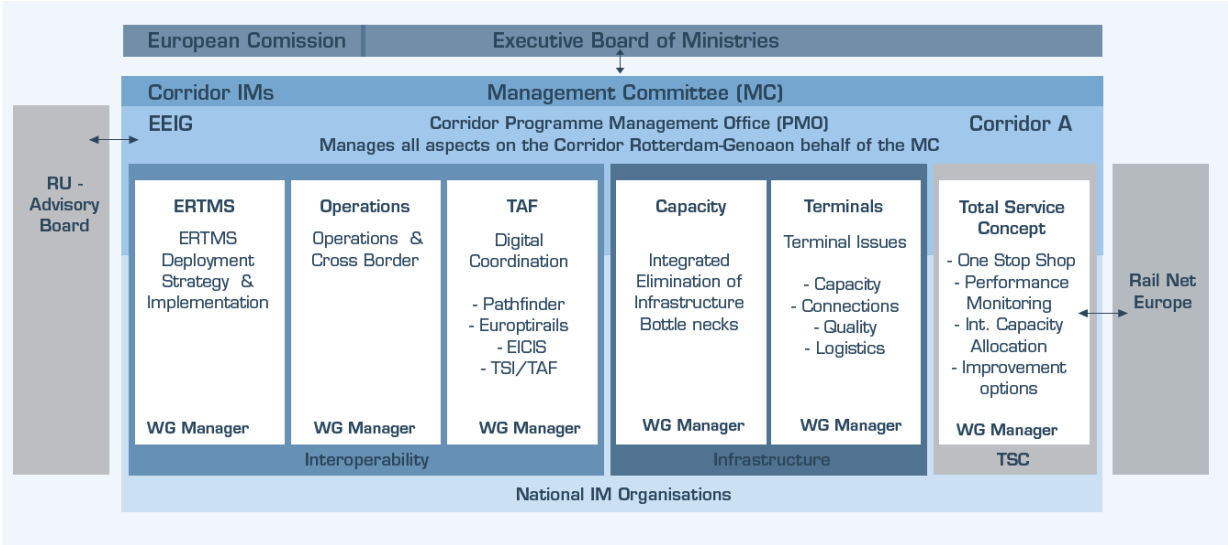 European Comission
Executive Board of Ministries
Corridor IMs
Management Committee (MC)
EEIG
Corridor Programme Management Office (PMO)
Corridor A
Manages all aspects on the Corridor Rotterdam-Genoaon behalf of the MC
RU -
Advisory
Board
ERTMS
ERTMS
Deployment
Strategy &
Implementation
WG Manager
Operations
Operations &
Cross Border
WG Manager
TAF
Digital
Coordination
- Pathfinder
- Europtirails
- EICIS
- TSI/TAF
WG Manager
Interoperability
Capacity
Integrated
Elimination of
Infrastructure
Bottle necks
WG Manager
Terminals
Terminal Issues
- Capacity
- Connections
- Quality
- Logistics
WG Manager
Infrastructure
Total Service
Concept
- One Stop Shop
- Performance
Monitoring
- Int. Capacity
Allocation
- Improvement
options
WG Manager
TSC
Rail Net
Europe
National IM Organisations